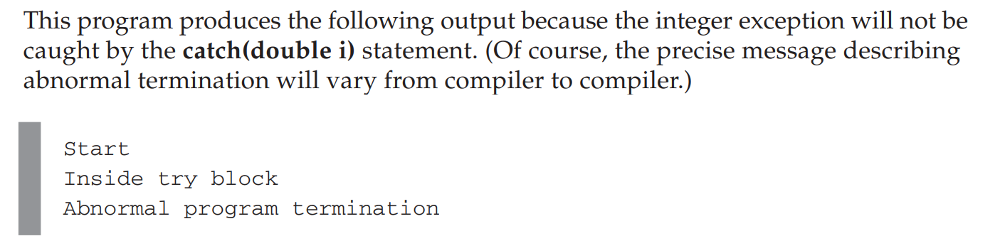 This program produces the following output because the integer exception will not be
caught by the catch(double i) statement. (Of course, the precise message describing
abnormal termination will vary from compiler to compiler.)
Start
Inside try block
Abnormal program termination